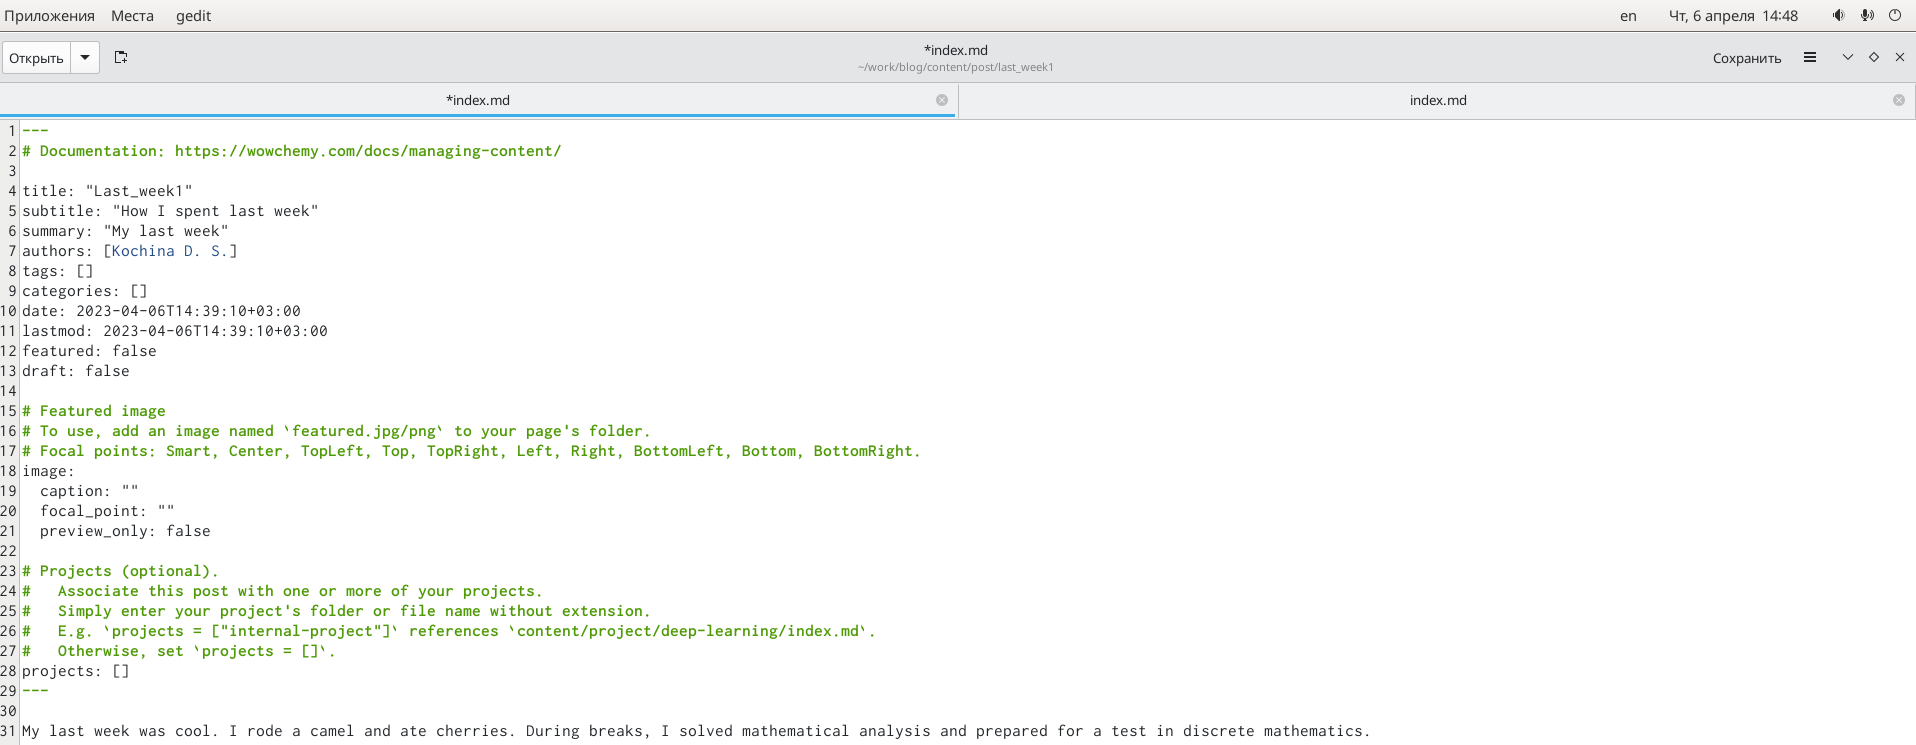 Приложения Места gedit en Чт, 6 апреля 14:48
Открыть *index.md Сохранить
~/work/blog/content/post/last_week1
*index.md index.md
1 ---
2 # Documentation: https://wowchemy.com/docs/managing-content/
3
4 title: "Last_week1"
5 subtitle: "How I spent last week"
6 summary: "My last week"
7 authors: [Kochina D. S.]
8 tags: []
9 categories: []
10 date: 2023-04-06T14:39:10+03:00
11 lastmod: 2023-04-06T14:39:10+03:00
12 featured: false
13 draft: false
14
15 # Featured image
16 # To use, add an image named `featured.jpg/png` to your page's folder.
17 # Focal points: Smart, Center, TopLeft, Top, TopRight, Left, Right, BottomLeft, Bottom, BottomRight.
18 image:
19   caption: ""
20   focal_point: ""
21   preview_only: false
22
23 # Projects (optional).
24 #   Associate this post with one or more of your projects.
25 #   Simply enter your project's folder or file name without extension.
26 #   E.g. `projects = ["internal-project"]` references `content/project/deep-learning/index.md`.
27 #   Otherwise, set `projects = []`.
28 projects: []
29 ---
30
31 My last week was cool. I rode a camel and ate cherries. During breaks, I solved mathematical analysis and prepared for a test in discrete mathematics.